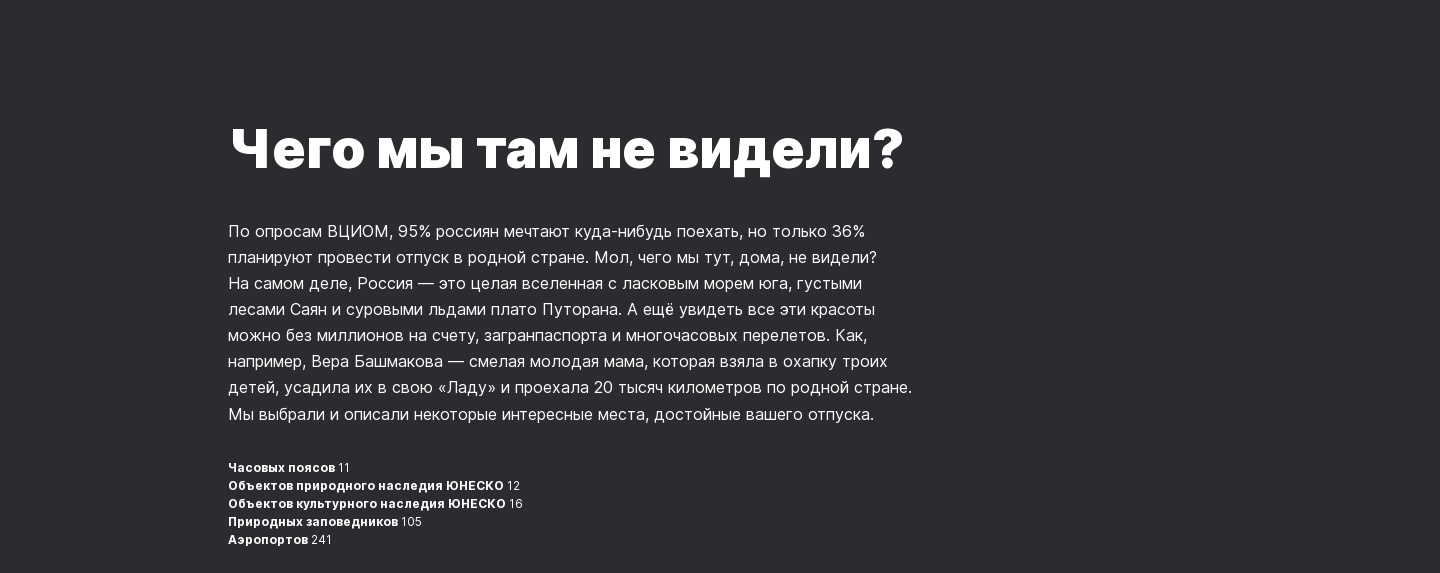 Чего мы там не видели?
По опросам ВЦИОМ, 95% россиян мечтают куда-нибудь поехать, но только 36%
планируют провести отпуск в родной стране. Мол, чего мы тут, дома, не видели?
На самом деле, Россия — это целая вселенная с ласковым морем юга, густыми
лесами Саян и суровыми льдами плато Путорана. А ещё увидеть все эти красоты
можно без миллионов на счету, загранпаспорта и многочасовых перелетов. Как,
например, Вера Башмакова — смелая молодая мама, которая взяла в охапку троих
детей, усадила их в свою «Ладу» и проехала 20 тысяч километров по родной стране.
Мы выбрали и описали некоторые интересные места, достойные вашего отпуска.
Часовых поясов 11
Объектов природного наследия ЮНЕСКО 12
Объектов культурного наследия ЮНЕСКО 16
Природных заповедников 105
Аэропортов 241